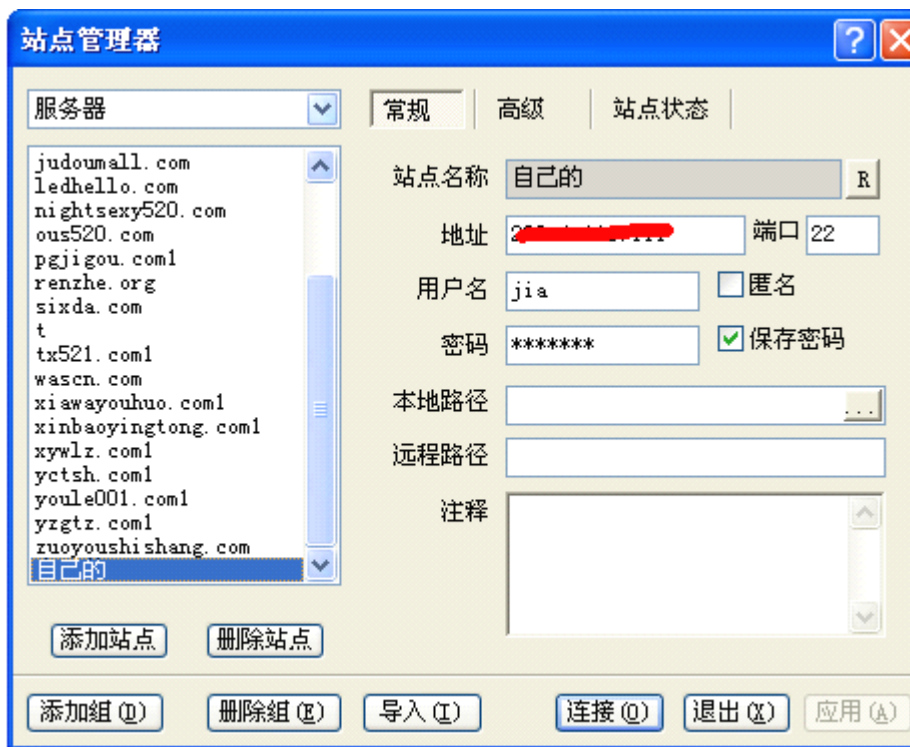 站点管理器
服务器
judoumall.com
ledhello.com
nightsexy520.com
ous520.com
pgjigou.com1
renzhe.org
sixda.com
t
tx521.com1
wascn.com
xiawayouhuo.com1
xinbaoyingtong.com1
xywlz.com1
yctsh.com1
youle001.com1
yzgtz.com1
zuoyoushishang.com
自己的
添加站点 删除站点
常规 高级 站点状态
站点名称 自己的 R
地址 端口 22
用户名 jia 匿名
密码 ******* 保存密码
本地路径 ...
远程路径
注释
添加组(D) 删除组(E) 导入(I) 连接(O) 退出(X) 应用(A)